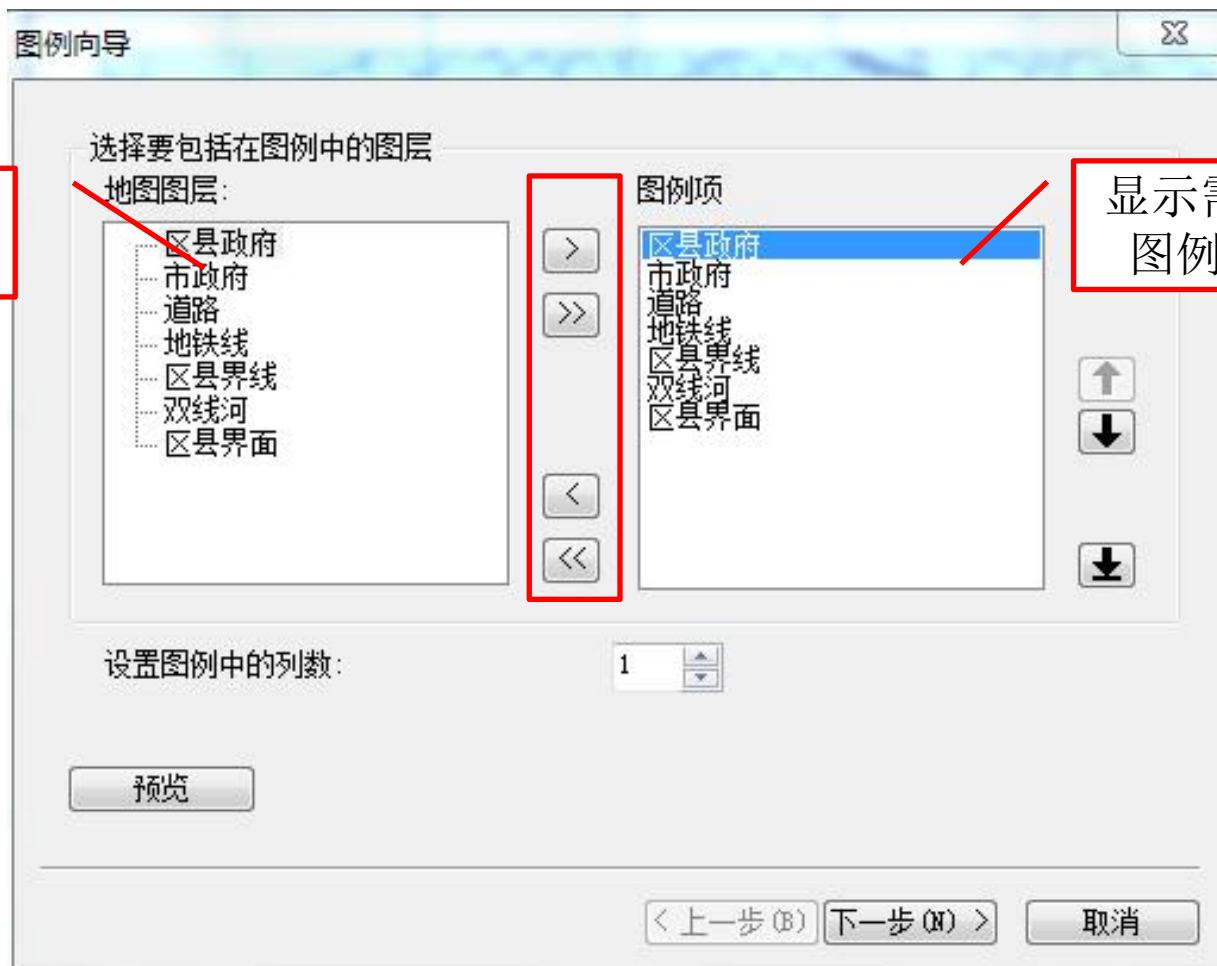 图例向导
选择要包括在图例中的图层
地图图层:
区县政府
市政府
道路
地铁线
区县界线
双线河
区县界面
>
>>
<
<<
图例项
区县政府
市政府
道路
地铁线
区县界线
双线河
区县界面
显示需
图例
设置图例中的列数:
1
预览
< 上一步(B)
下一步(N) >
取消